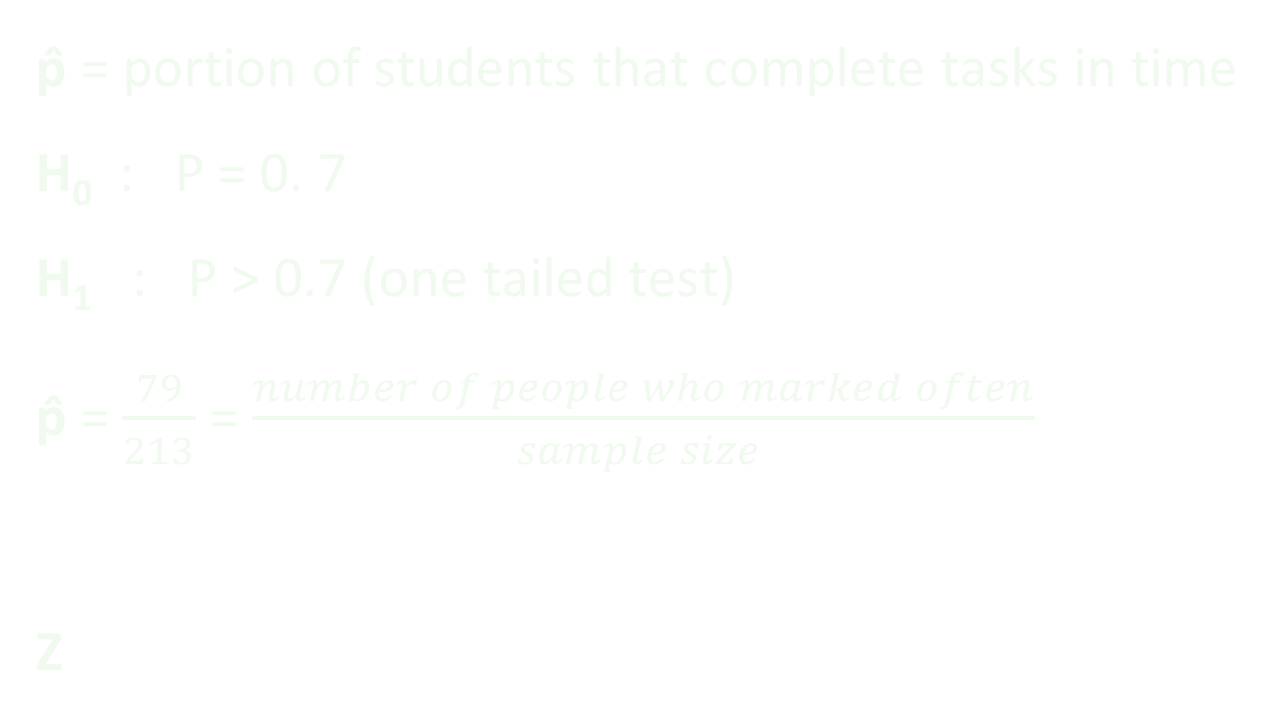 p̂ = portion of students that complete tasks in time
H₀ : P = 0. 7
H₁ : P > 0.7 (one tailed test)
p̂ = 79/213 = number of people who marked often/sample size
Z